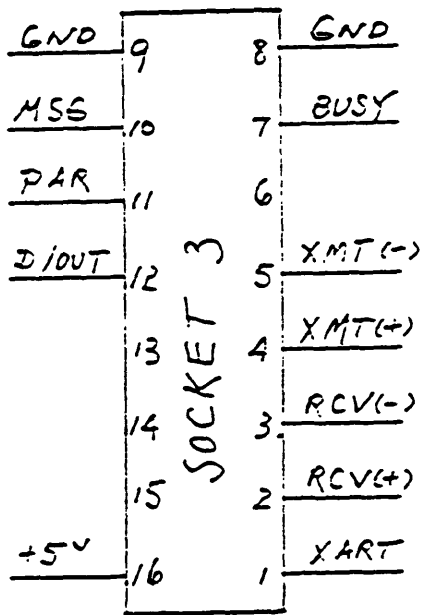 GND 9 8 GND
MSS 10 7 BUSY
PAR 11 6
DIOUT 12 5 XMT(-)
13 4 XMT(+)
14 3 RCV(-)
15 2 RCV(+)
+5V 16 1 XART
SOCKET 3